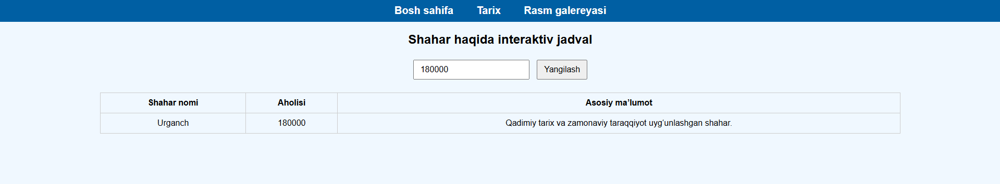 Bosh sahifa Tarix Rasm galereyasi
Shahar haqida interaktiv jadval
180000 Yangilash
Shahar nomi Aholisi Asosiy ma’lumot
Urganch 180000 Qadimiy tarix va zamonaviy taraqqiyot uyg‘unlashgan shahar.